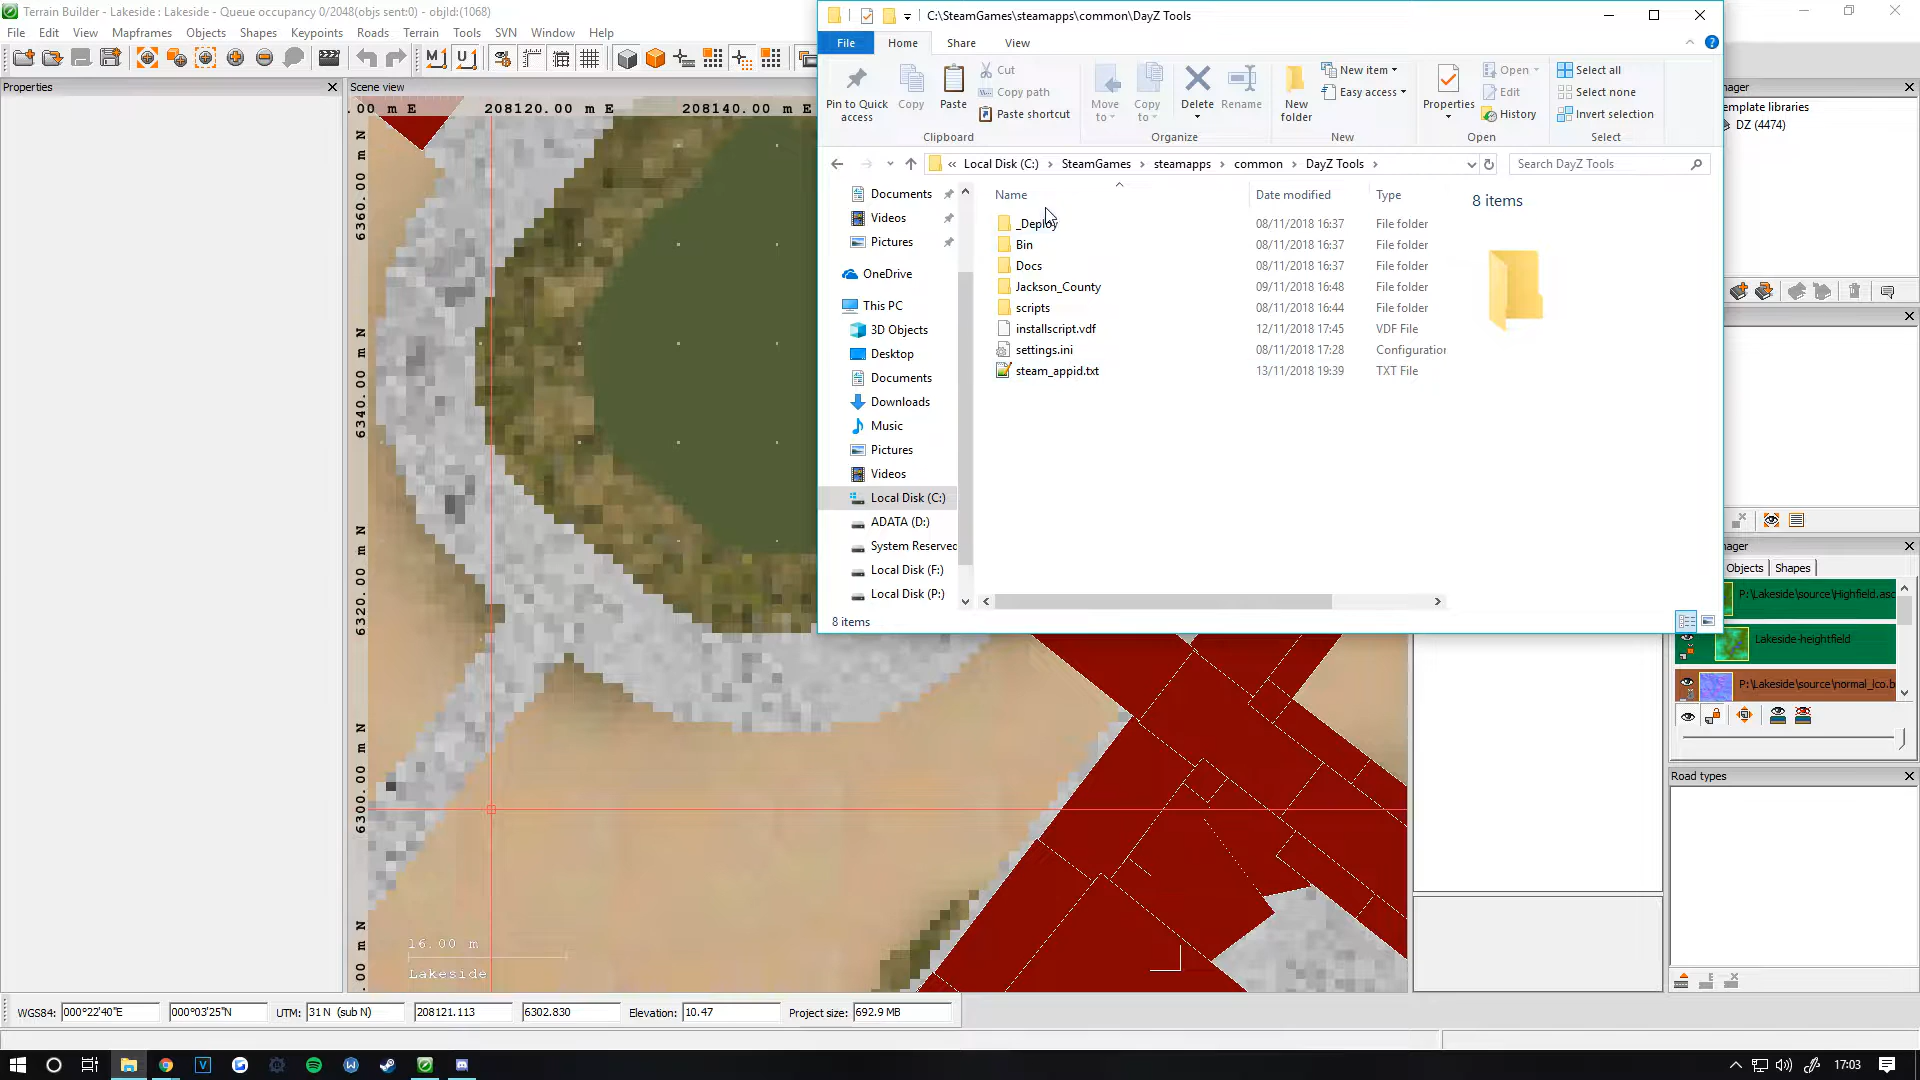 Terrain Builder - Lakeside : Lakeside - Queue occupancy 0/2048(objs sent:0) - objId:(1068)
File Edit View Mapframes Objects Shapes Keypoints Roads Terrain Tools SVN Window Help
Properties
Scene view
.00 m E 208120.00 m E 208140.00 m E
6360.00 m N
6340.00 m N
6320.00 m N
6300.00 m N
16.00 m
Lakeside
C:\SteamGames\steamapps\common\DayZ Tools
File Home Share View
Pin to Quick access
Copy
Paste
Cut
Copy path
Paste shortcut
Clipboard
Move to
Copy to
Delete
Rename
Organize
New folder
New item
Easy access
New
Properties
Open
Edit
History
Open
Select all
Select none
Invert selection
Select
« Local Disk (C:) > SteamGames > steamapps > common > DayZ Tools >
Search DayZ Tools
Documents
Videos
Pictures
OneDrive
This PC
3D Objects
Desktop
Documents
Downloads
Music
Pictures
Videos
Local Disk (C:)
ADATA (D:)
System Reserved
Local Disk (F:)
Local Disk (P:)
Name Date modified Type
_Deploy 08/11/2018 16:37 File folder
Bin 08/11/2018 16:37 File folder
Docs 08/11/2018 16:37 File folder
Jackson_County 09/11/2018 16:48 File folder
scripts 08/11/2018 16:44 File folder
installscript.vdf 12/11/2018 17:45 VDF File
settings.ini 08/11/2018 17:28 Configuration
steam_appid.txt 13/11/2018 19:39 TXT File
8 items
8 items
nager
emplate libraries
DZ (4474)
nager
Objects Shapes
P:\Lakeside\source\Highfield.asc
Lakeside-heightfield
P:\Lakeside\source\normal_lco.b
Road types
WGS84: 000°22'40"E 000°03'25"N UTM: 31 N (sub N) 208121.113 6302.830 Elevation: 10.47 Project size: 692.9 MB
17:03